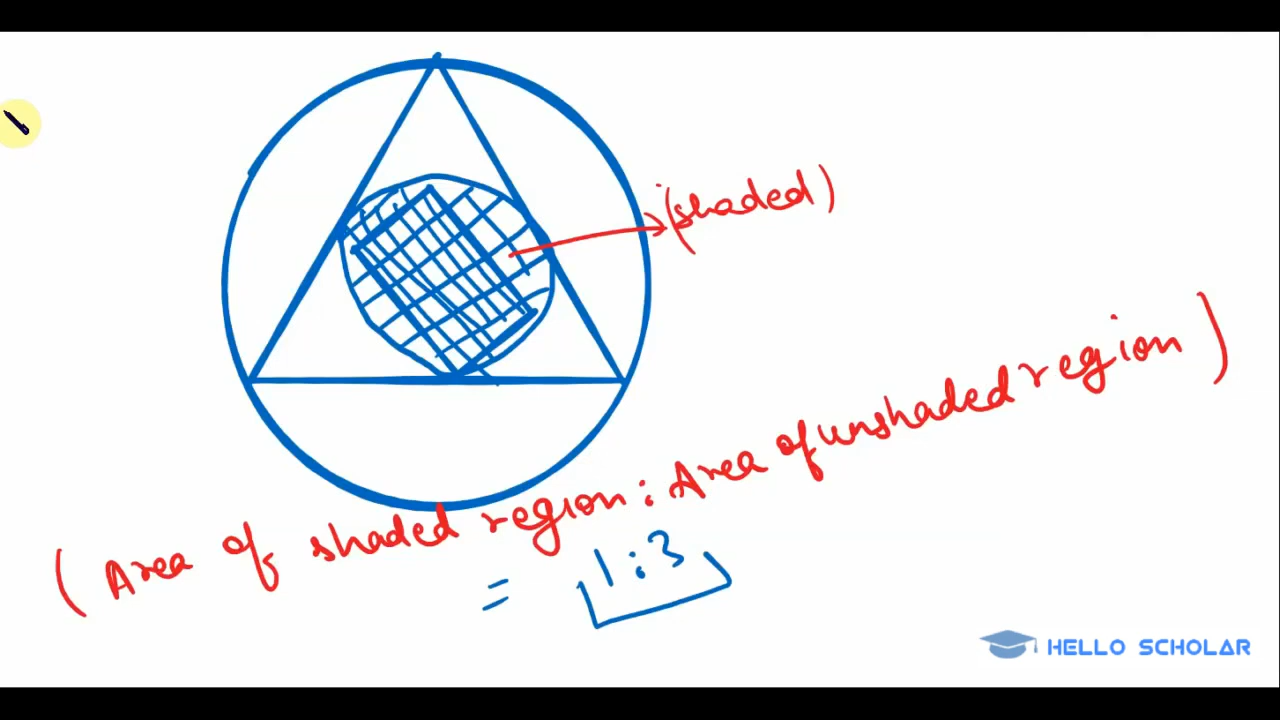 (shaded)
(Area of shaded region : Area of unshaded region)
= 1:3
HELLO SCHOLAR